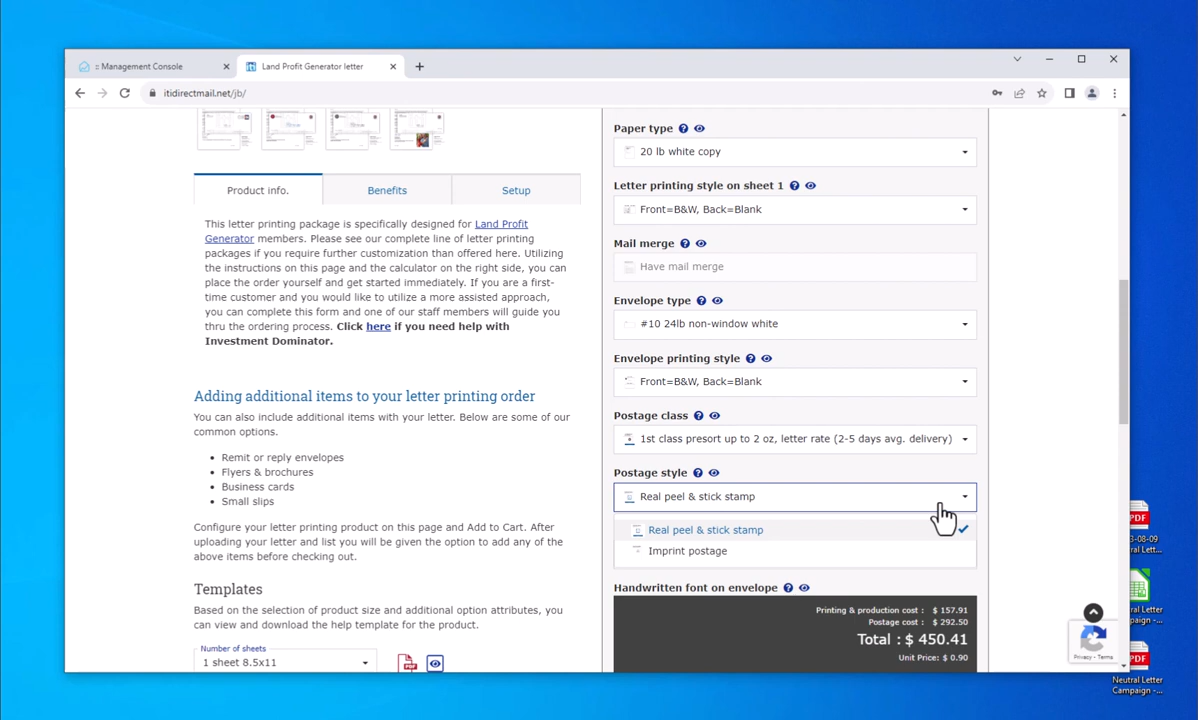 :: Management Console
Land Profit Generator letter
itidirectmail.net/jb/
Product info.
Benefits
Setup
This letter printing package is specifically designed for Land Profit
Generator members. Please see our complete line of letter printing
packages if you require further customization than offered here. Utilizing
the instructions on this page and the calculator on the right side, you can
place the order yourself and get started immediately. If you are a first-
time customer and you would like to utilize a more assisted approach,
you can complete this form and one of our staff members will guide you
thru the ordering process. Click here if you need help with
Investment Dominator.
Adding additional items to your letter printing order
You can also include additional items with your letter. Below are some of our
common options.
• Remit or reply envelopes
• Flyers & brochures
• Business cards
• Small slips
Configure your letter printing product on this page and Add to Cart. After
uploading your letter and list you will be given the option to add any of the
above items before checking out.
Templates
Based on the selection of product size and additional option attributes, you
can view and download the help template for the product.
Number of sheets
1 sheet 8.5x11
PDF
Paper type
20 lb white copy
Letter printing style on sheet 1
Front=B&W, Back=Blank
Mail merge
Have mail merge
Envelope type
#10 24lb non-window white
Envelope printing style
Front=B&W, Back=Blank
Postage class
1st class presort up to 2 oz, letter rate (2-5 days avg. delivery)
Postage style
Real peel & stick stamp
Real peel & stick stamp
Imprint postage
Handwritten font on envelope
Printing & production cost : $ 157.91
Postage cost : $ 292.50
Total : $ 450.41
Unit Price: $ 0.90
Privacy - Terms
PDF
3-08-09
ral Lett...
ral Letter
paign -...
PDF
Neutral Letter
Campaign -...